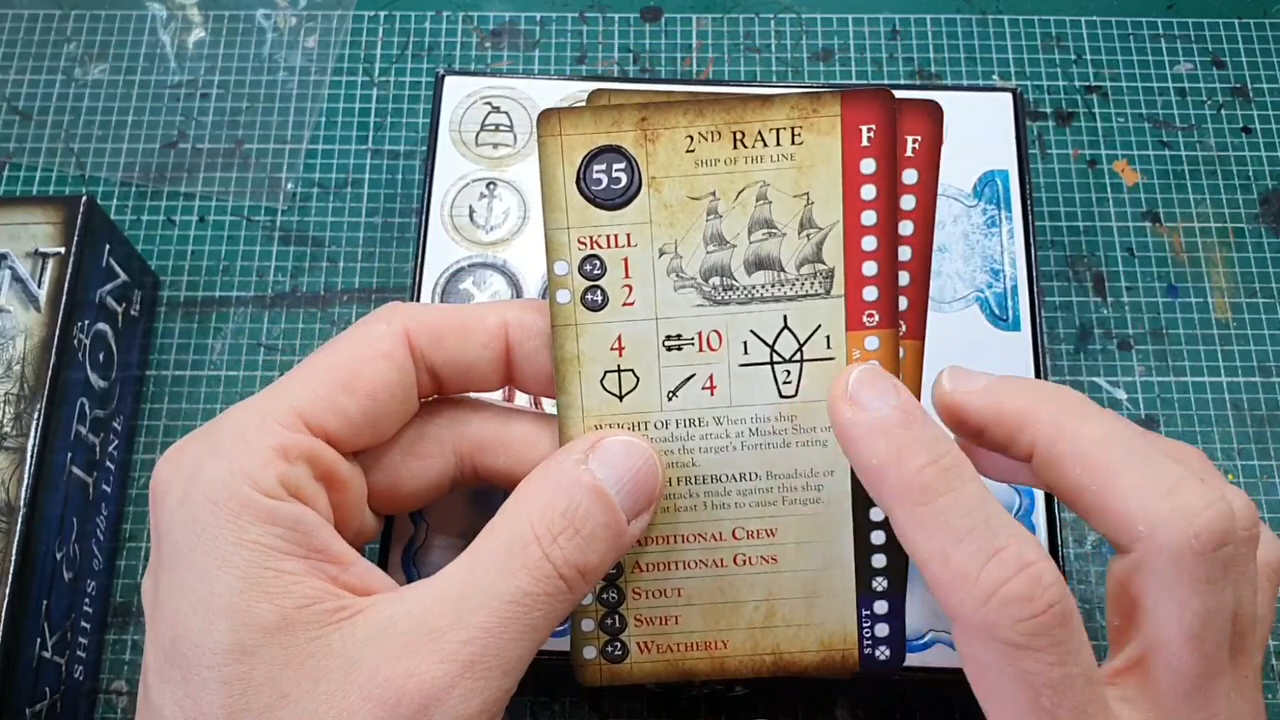 2ND RATE
SHIP OF THE LINE
55
SKILL
+2 1
+4 2
4
10
4
1 1
2
WEIGHT OF FIRE: When this ship
Broadside attack at Musket Shot or
the target's Fortitude rating
attack.
FREEBOARD: Broadside or
attacks made against this ship
at least 3 hits to cause Fatigue.
ADDITIONAL CREW
ADDITIONAL GUNS
+8 STOUT
+1 SWIFT
+2 WEATHERLY
F
STOUT
F
& IRON
SHIPS of the LINE